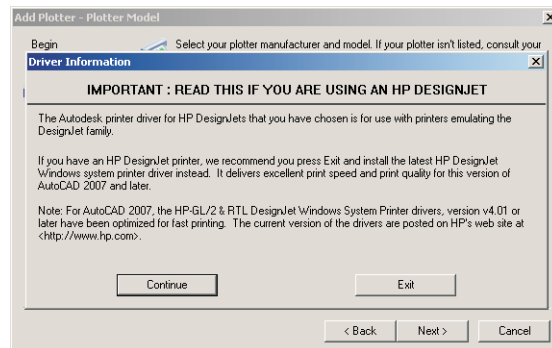 Add Plotter - Plotter Model
Begin
Select your plotter manufacturer and model. If your plotter isn't listed, consult your
Driver Information
IMPORTANT : READ THIS IF YOU ARE USING AN HP DESIGNJET
The Autodesk printer driver for HP DesignJets that you have chosen is for use with printers emulating the
DesignJet family.
If you have an HP DesignJet printer, we recommend you press Exit and install the latest HP DesignJet
Windows system printer driver instead. It delivers excellent print speed and print quality for this version of
AutoCAD 2007 and later.
Note: For AutoCAD 2007, the HP-GL/2 & RTL DesignJet Windows System Printer drivers, version v4.01 or
later have been optimized for fast printing. The current version of the drivers are posted on HP's web site at
<http://www.hp.com>.
Continue
Exit
< Back
Next >
Cancel